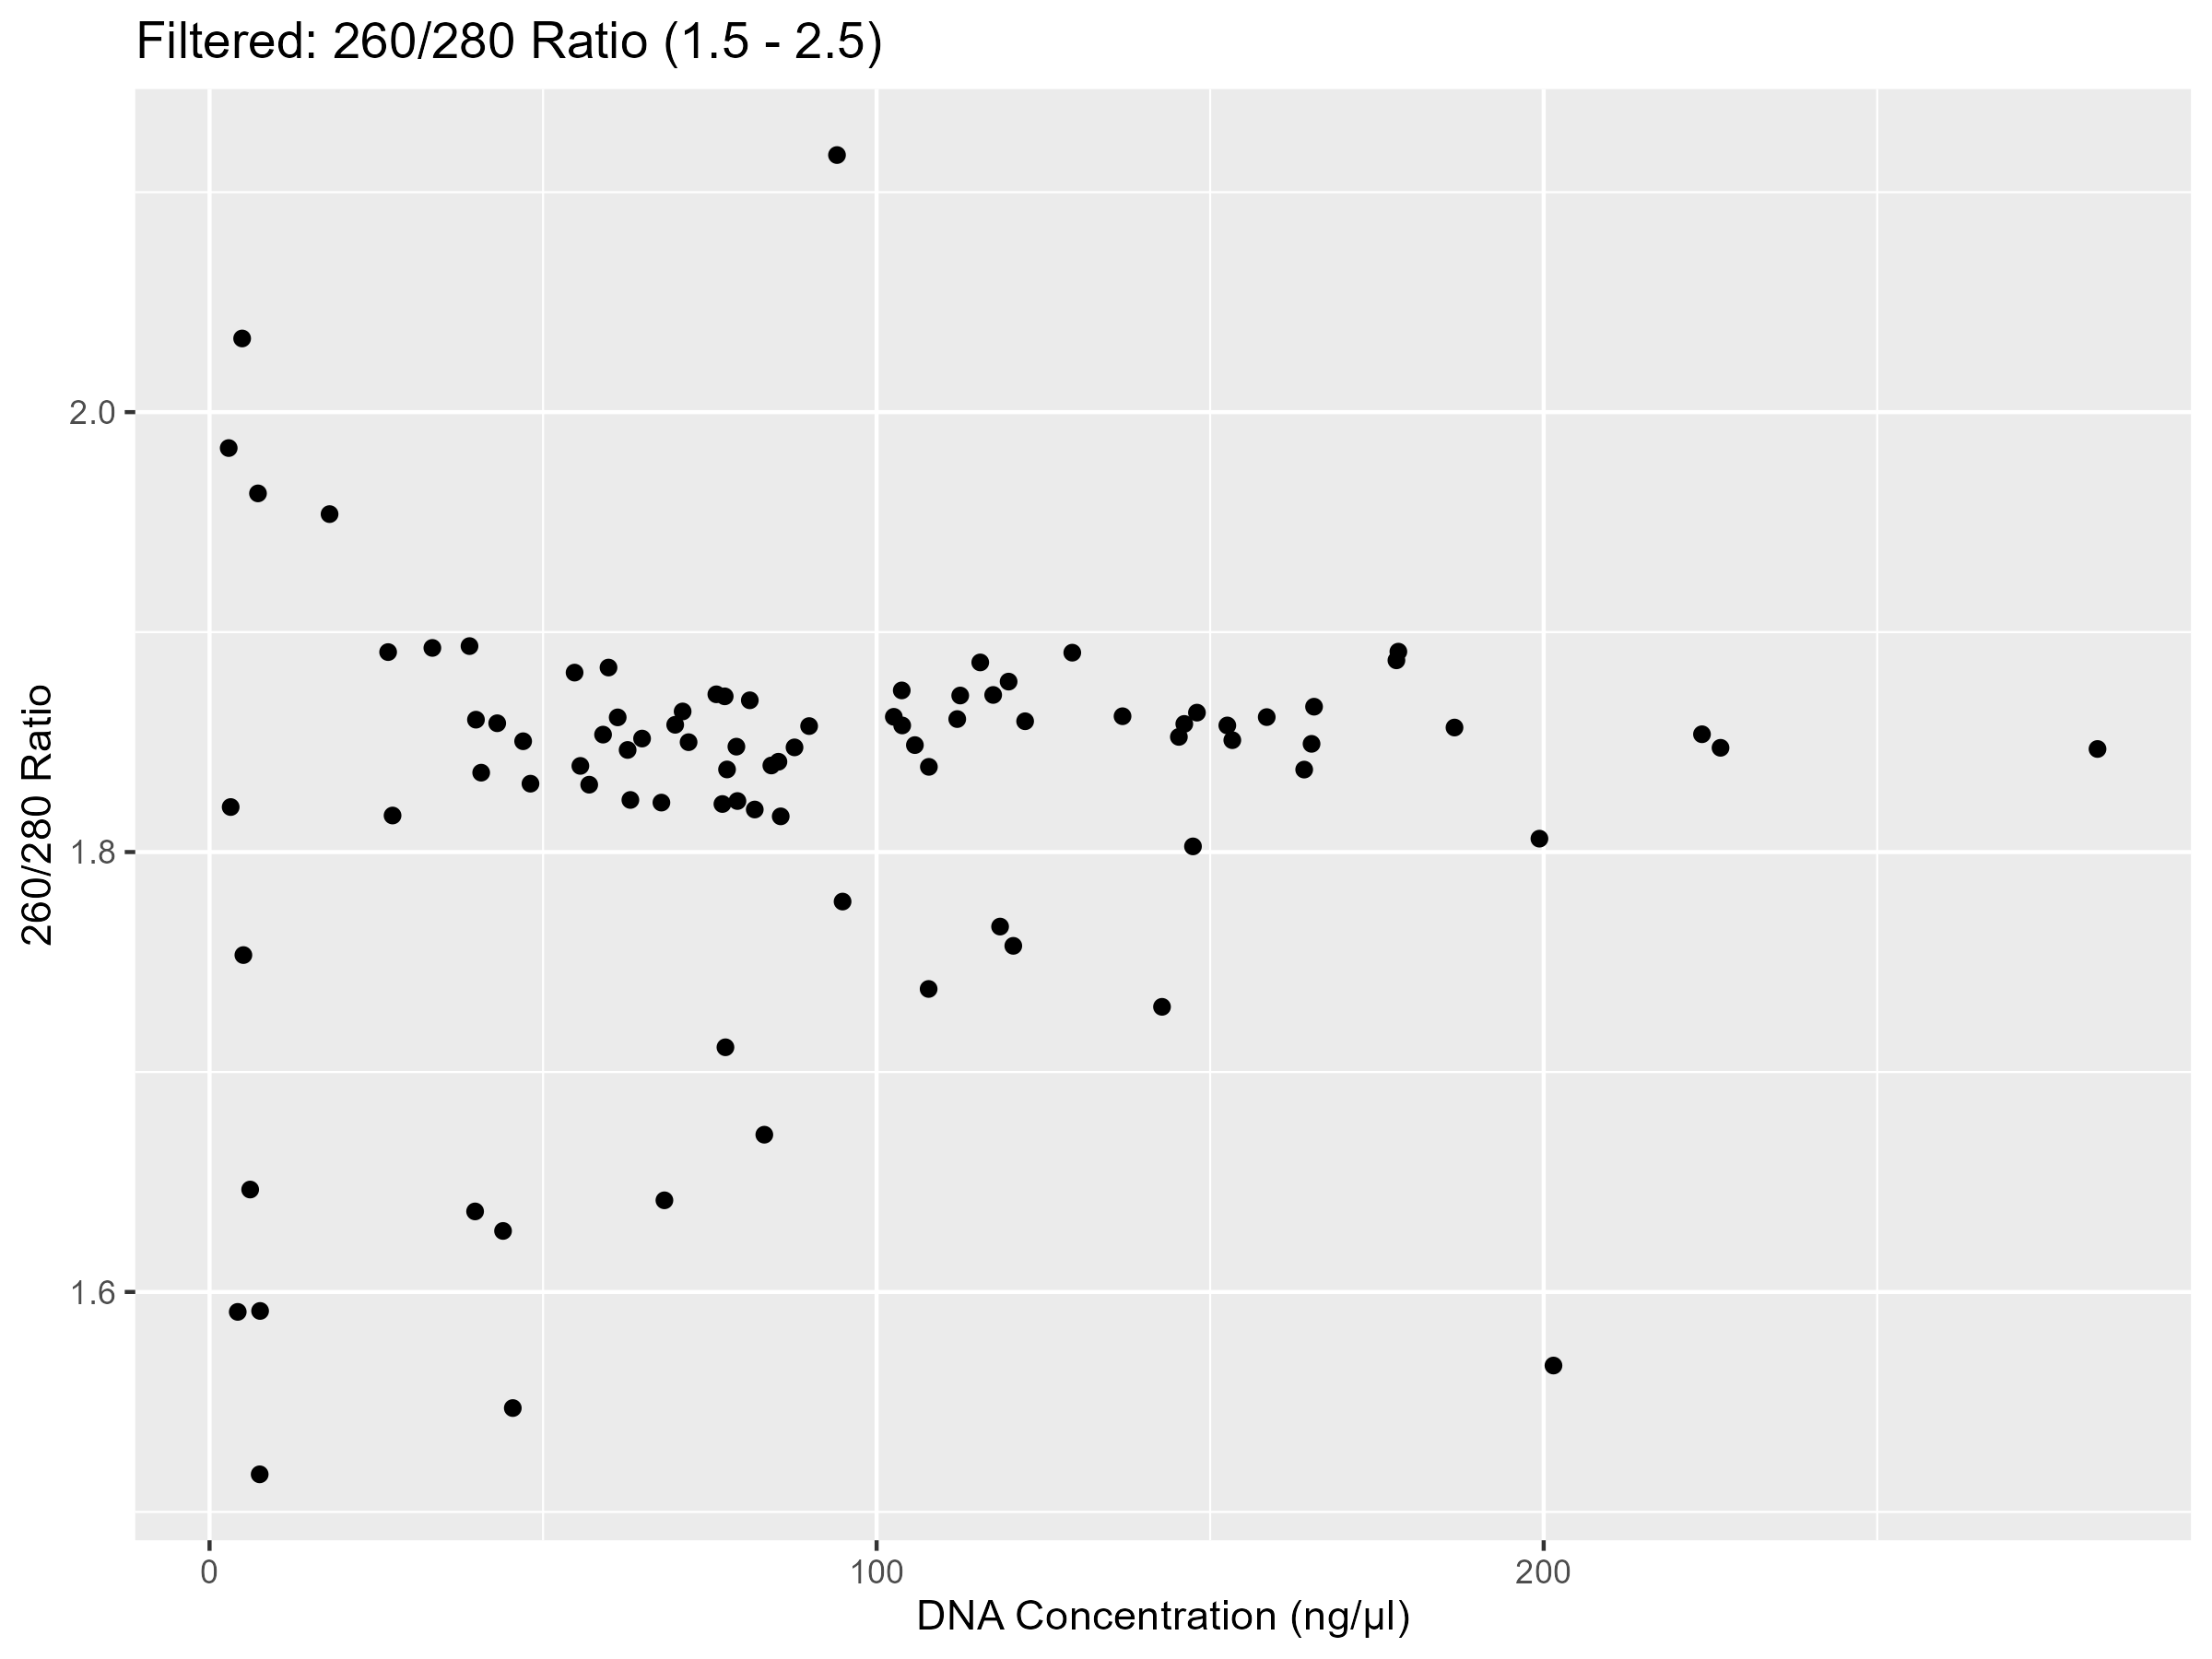 Filtered: 260/280 Ratio (1.5 - 2.5)
260/280 Ratio
2.0
1.8
1.6
0 100 200
DNA Concentration (ng/µl)